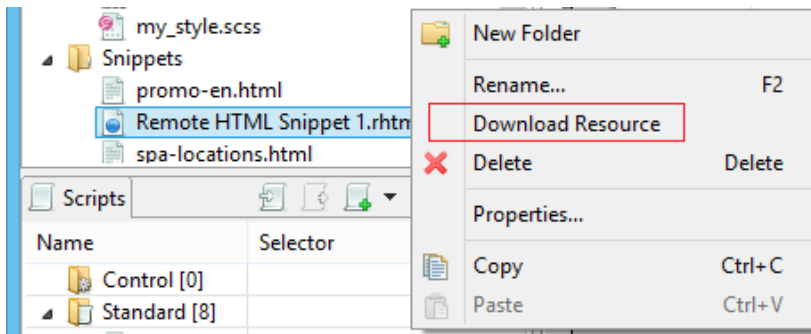 my_style.scss
Snippets
promo-en.html
Remote HTML Snippet 1.rhtm
spa-locations.html
Scripts
Name Selector
Control [0]
Standard [8]
New Folder
Rename... F2
Download Resource
Delete Delete
Properties...
Copy Ctrl+C
Paste Ctrl+V